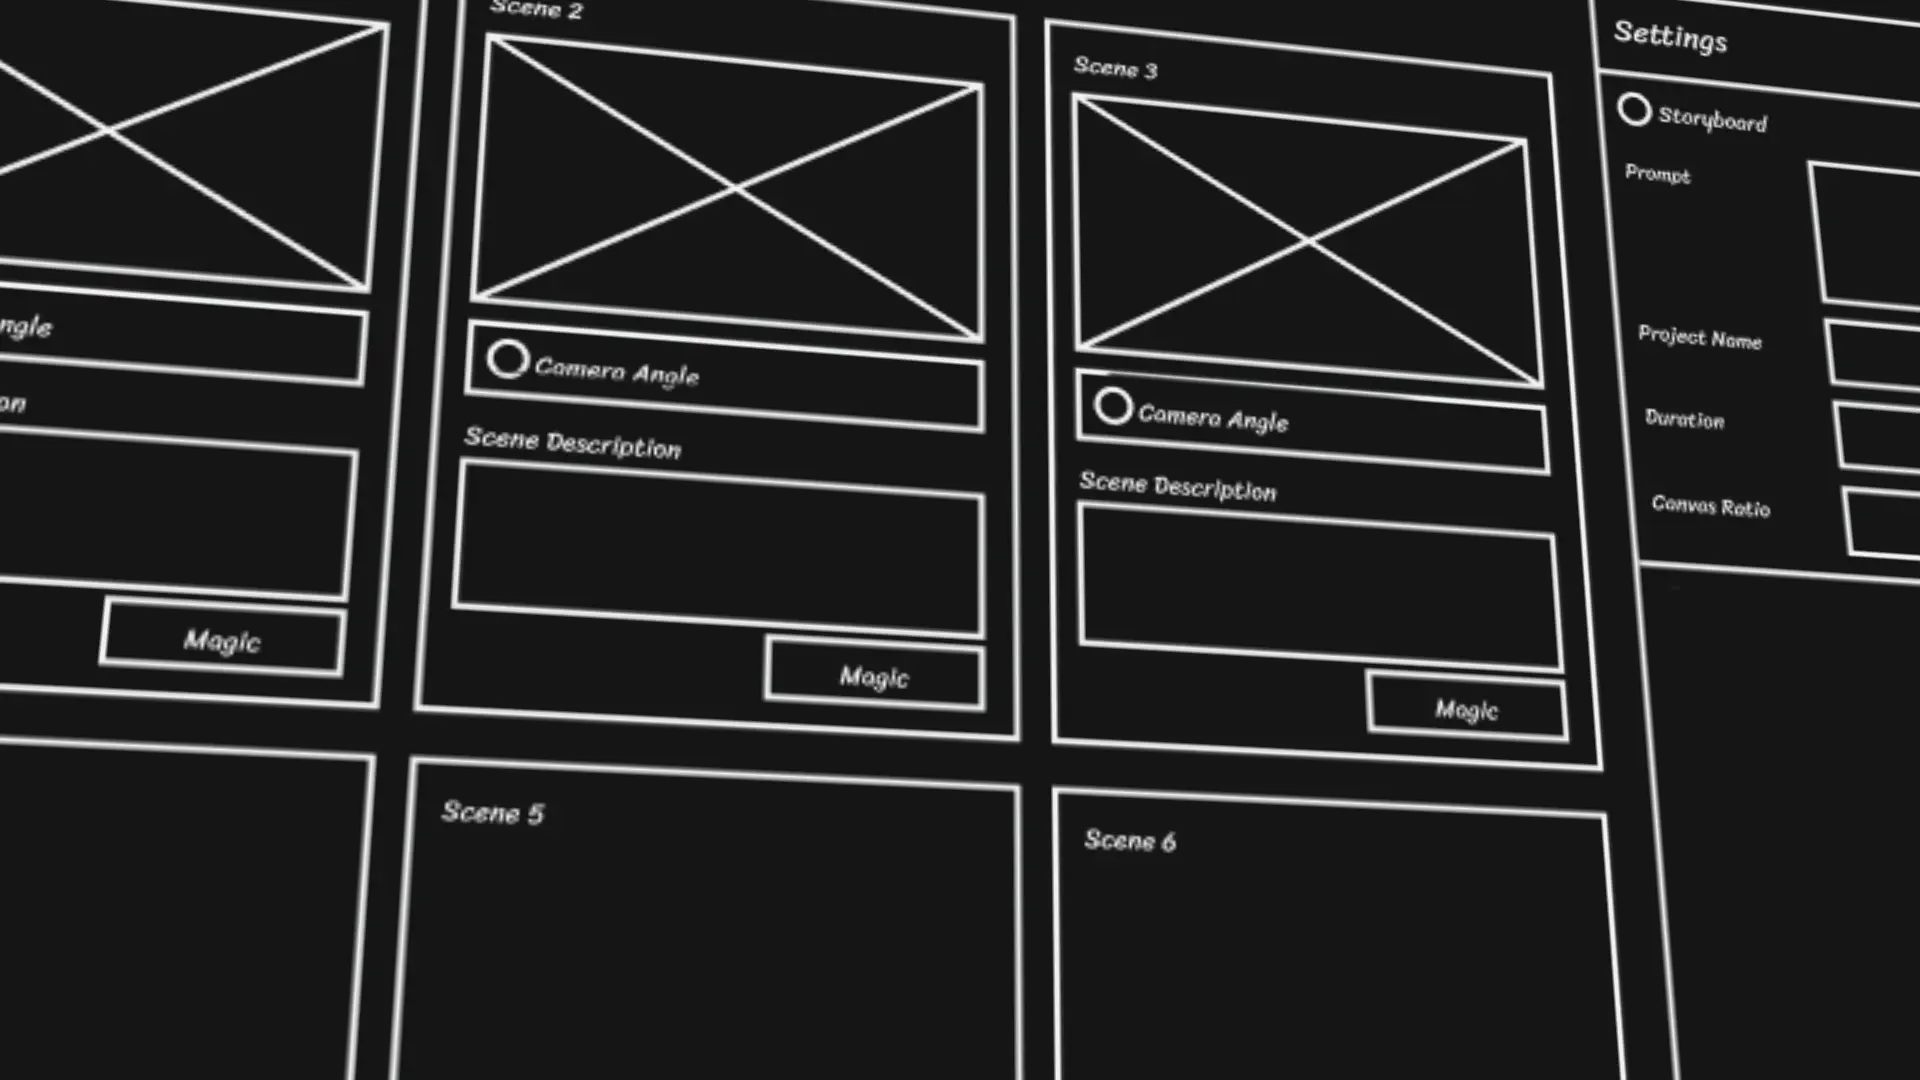 Scene 2
Scene 3
ngle
Camera Angle
Camera Angle
on
Scene Description
Scene Description
Magic
Magic
Magic
Scene 5
Scene 6
Settings
Storyboard
Prompt
Project Name
Duration
Canvas Ratio